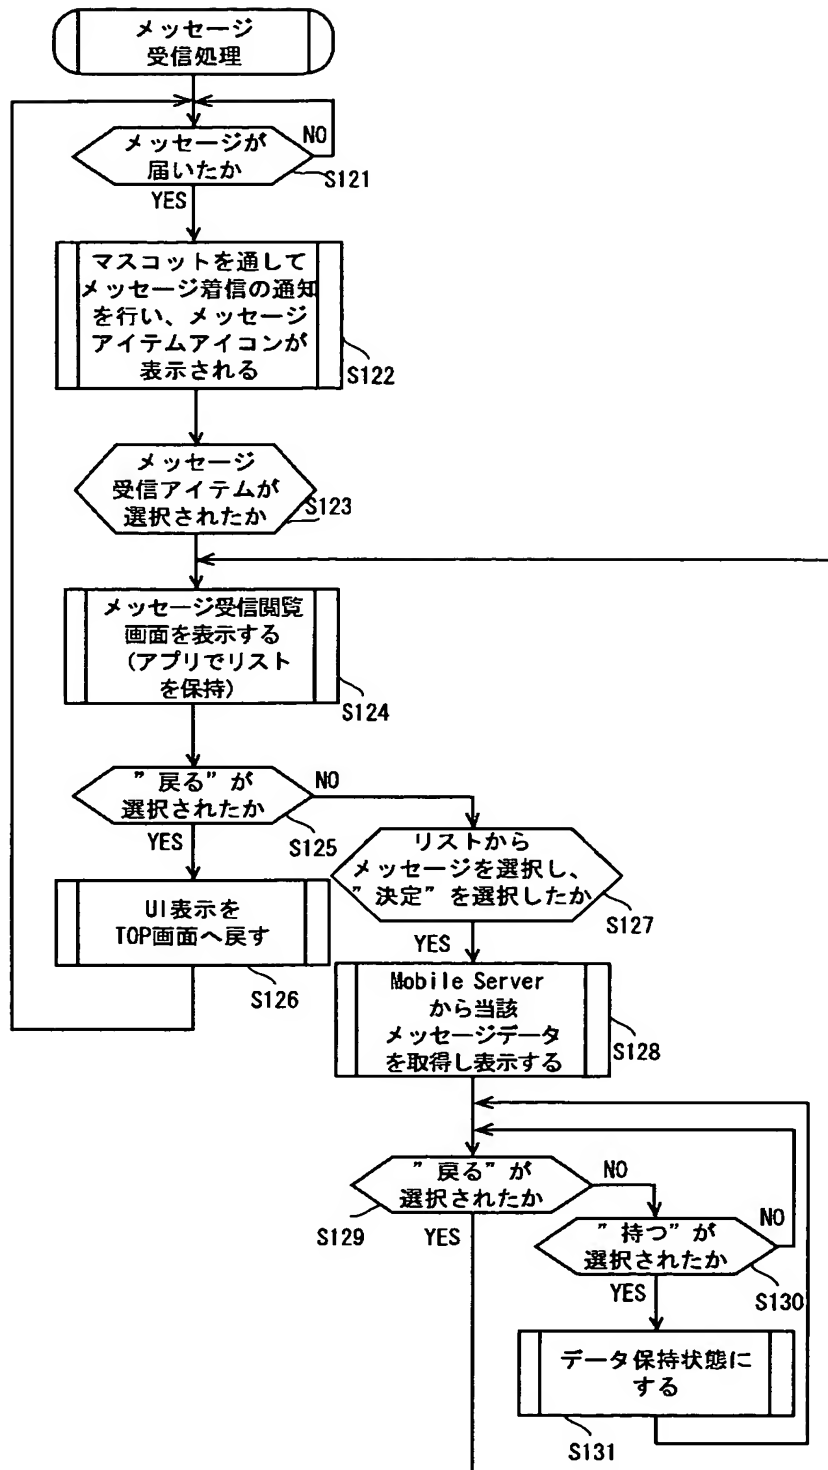 メッセージ
受信処理
メッセージが
届いたか
NO
S121
YES
マスコットを通して
メッセージ着信の通知
を行い、メッセージ
アイテムアイコンが
表示される
S122
メッセージ
受信アイテムが
選択されたか
S123
メッセージ受信閲覧
画面を表示する
(アプリでリスト
を保持)
S124
”戻る”が
選択されたか
NO
S125
YES
UI表示を
TOP画面へ戻す
S126
リストから
メッセージを選択し、
”決定”を選択したか
S127
YES
Mobile Server
から当該
メッセージデータ
を取得し表示する
S128
”戻る”が
選択されたか
NO
S129
YES
”持つ”が
選択されたか
NO
S130
YES
データ保持状態に
する
S131